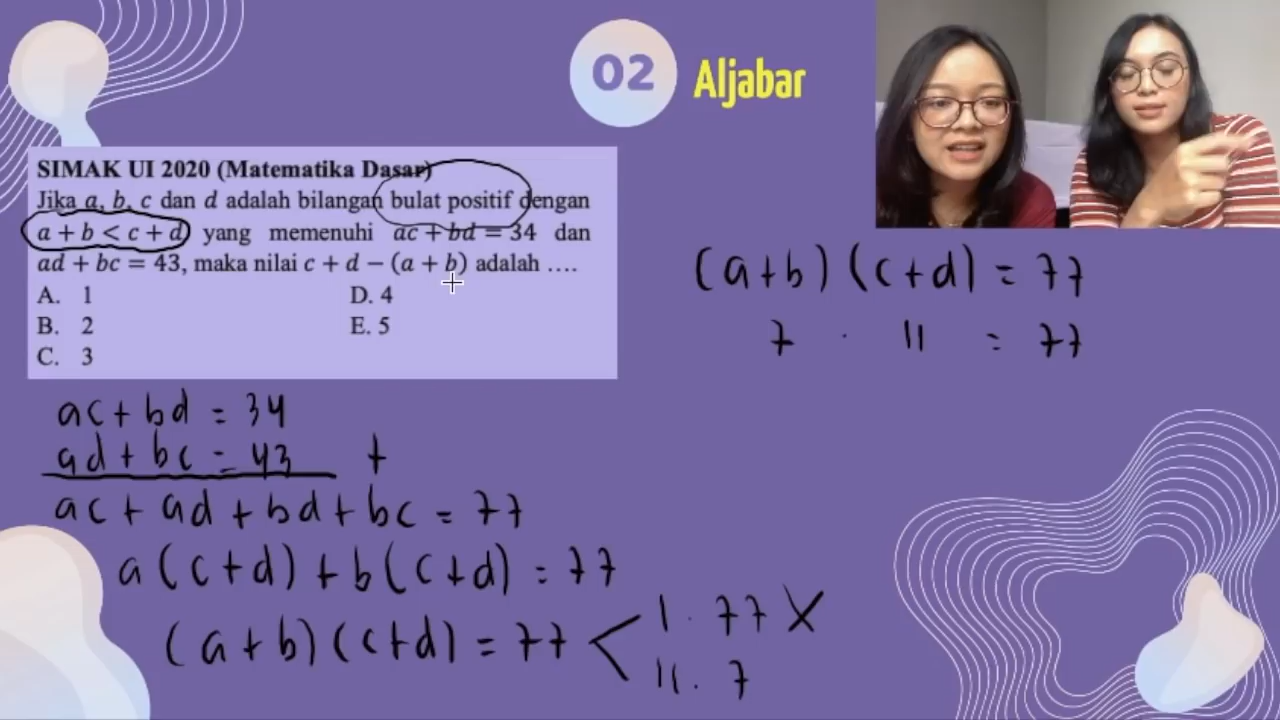 02 Aljabar
SIMAK UI 2020 (Matematika Dasar)
Jika a, b, c dan d adalah bilangan bulat positif dengan
a + b < c + d yang memenuhi ac + bd = 34 dan
ad + bc = 43, maka nilai c + d − (a + b) adalah ….
A. 1
B. 2
C. 3
D. 4
E. 5
(a+b)(c+d) = 77
7 . 11 = 77
ac + bd = 34
ad + bc = 43 +
ac + ad + bd + bc = 77
a(c+d) + b(c+d) = 77
(a+b)(c+d) = 77 < 1 . 77 X
11 . 7